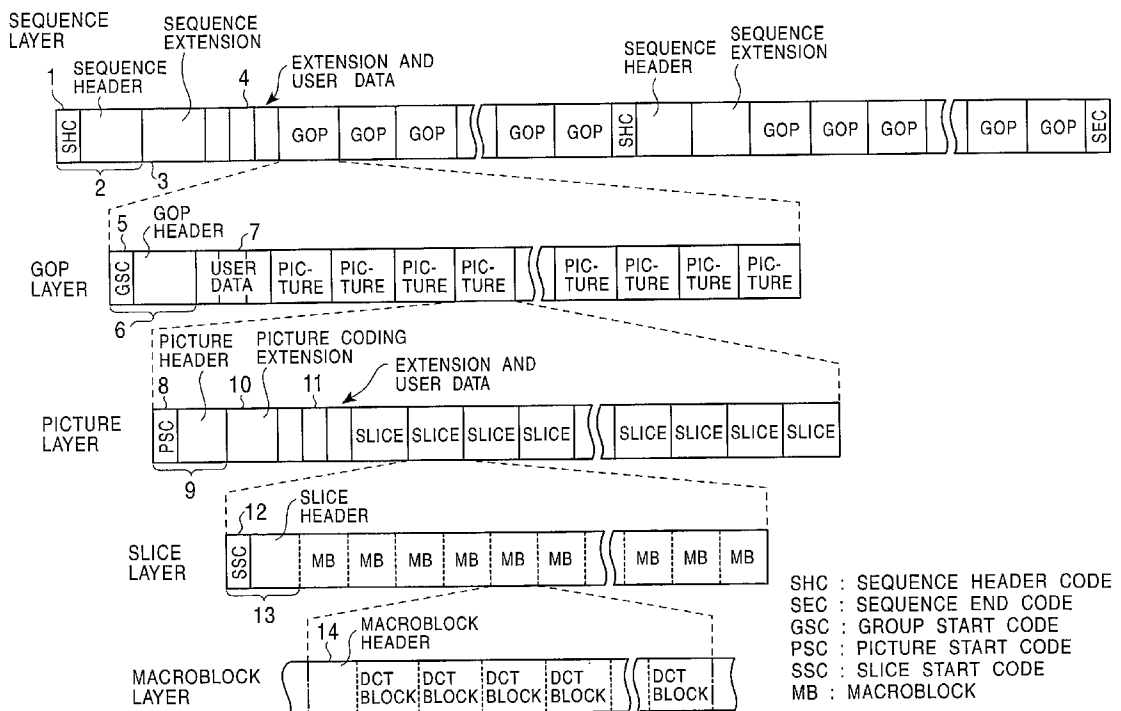 SEQUENCE
LAYER
SEQUENCE
EXTENSION
1
SEQUENCE
HEADER
4
EXTENSION AND
USER DATA
SEQUENCE
HEADER
SEQUENCE
EXTENSION
SHC
GOP GOP GOP GOP GOP
SHC
GOP GOP GOP GOP GOP
SEC
2
3
5
GOP
HEADER
7
GOP
LAYER
GSC
USER
DATA
PIC-
TURE
PIC-
TURE
PIC-
TURE
PIC-
TURE
PIC-
TURE
PIC-
TURE
PIC-
TURE
PIC-
TURE
6
PICTURE
HEADER
PICTURE CODING
EXTENSION
8
10
11
EXTENSION AND
USER DATA
PICTURE
LAYER
PSC
SLICE SLICE SLICE SLICE SLICE SLICE SLICE SLICE
9
12
SLICE
HEADER
SLICE
LAYER
SSC
MB MB MB MB MB MB MB MB
13
14
MACROBLOCK
HEADER
MACROBLOCK
LAYER
DCT
BLOCK
DCT
BLOCK
DCT
BLOCK
DCT
BLOCK
DCT
BLOCK
SHC : SEQUENCE HEADER CODE
SEC : SEQUENCE END CODE
GSC : GROUP START CODE
PSC : PICTURE START CODE
SSC : SLICE START CODE
MB : MACROBLOCK